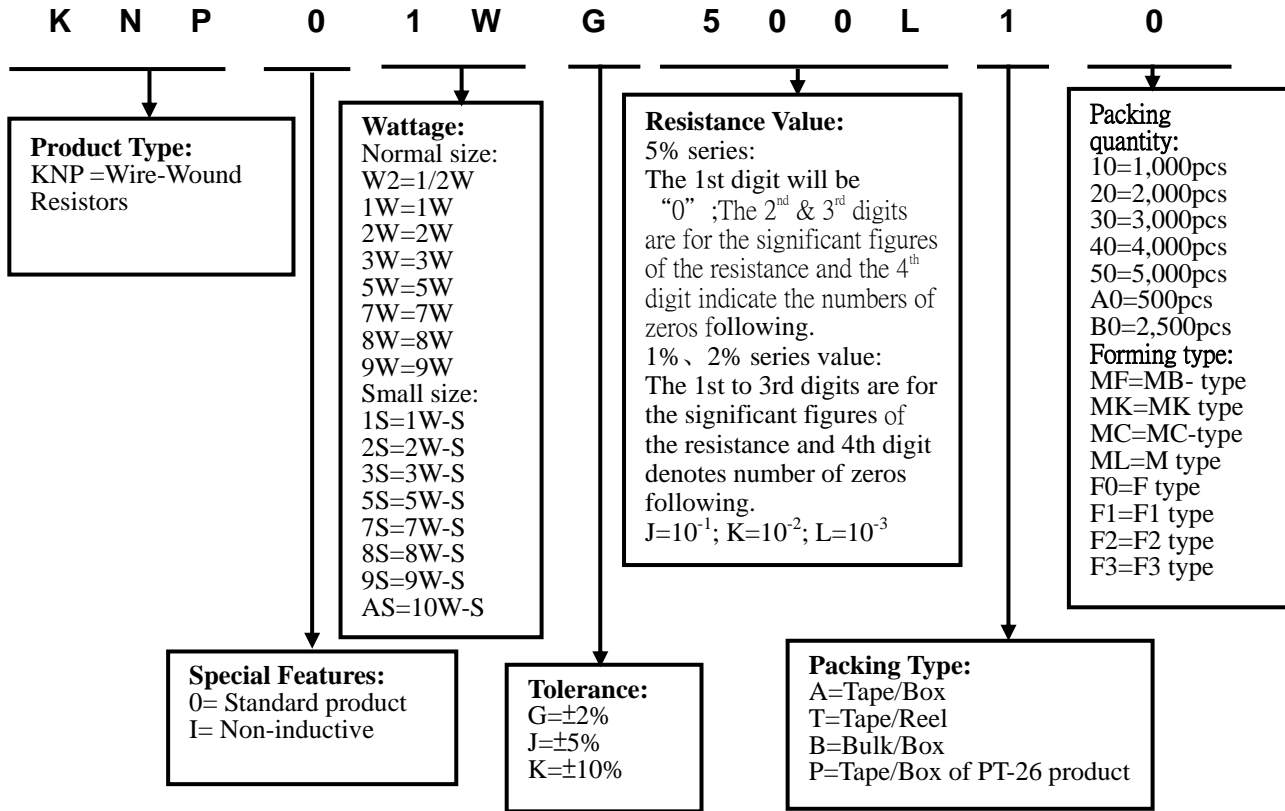 K N P 0 1 W G 5 0 0 L 1 0
Product Type:
KNP =Wire-Wound
Resistors
Wattage:
Normal size:
W2=1/2W
1W=1W
2W=2W
3W=3W
5W=5W
7W=7W
8W=8W
9W=9W
Small size:
1S=1W-S
2S=2W-S
3S=3W-S
5S=5W-S
7S=7W-S
8S=8W-S
9S=9W-S
AS=10W-S
Resistance Value:
5% series:
The 1st digit will be
“0” ;The 2nd & 3rd digits
are for the significant figures
of the resistance and the 4th
digit indicate the numbers of
zeros following.
1%、2% series value:
The 1st to 3rd digits are for
the significant figures of
the resistance and 4th digit
denotes number of zeros
following.
J=10-1; K=10-2; L=10-3
Packing
quantity:
10=1,000pcs
20=2,000pcs
30=3,000pcs
40=4,000pcs
50=5,000pcs
A0=500pcs
B0=2,500pcs
Forming type:
MF=MB- type
MK=MK type
MC=MC-type
ML=M type
F0=F type
F1=F1 type
F2=F2 type
F3=F3 type
Special Features:
0= Standard product
I= Non-inductive
Tolerance:
G=±2%
J=±5%
K=±10%
Packing Type:
A=Tape/Box
T=Tape/Reel
B=Bulk/Box
P=Tape/Box of PT-26 product